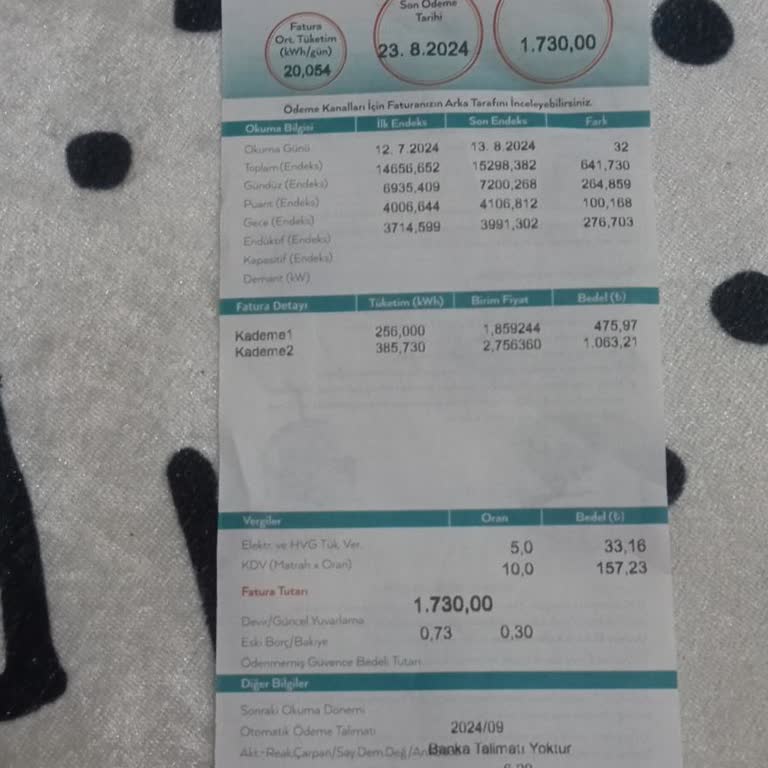 Fatura
Ort. Tüketim
(kWh/gün)
20,054
Son Ödeme
Tarihi
23. 8.2024
1.730,00
Ödeme Kanalları İçin Faturanızın Arka Tarafını İnceleyebilirsiniz.
Okuma Bilgisi İlk Endeks Son Endeks Fark
Okuma Günü 12. 7.2024 13. 8.2024 32
Toplam (Endeks) 14656,652 15298,382 641,730
Gündüz (Endeks) 6935,409 7200,268 264,859
Puant (Endeks) 4006,644 4106,812 100,168
Gece (Endeks) 3714,599 3991,302 276,703
Endüktif (Endeks)
Kapasitif (Endeks)
Demant (kW)
Fatura Detayı Tüketim (kWh) Birim Fiyat Bedel (₺)
Kademe1 256,000 1,859244 475,97
Kademe2 385,730 2,756360 1.063,21
Vergiler Oran Bedel (₺)
Elektr. ve HVG Tük. Ver. 5,0 33,16
KDV (Matrah x Oran) 10,0 157,23
Fatura Tutarı 1.730,00
Devir/Güncel Yuvarlama 0,73 0,30
Eski Borç/Bakiye
Ödenmemiş Güvence Bedeli Tutarı
Diğer Bilgiler
Sonraki Okuma Dönemi 2024/09
Otomatik Ödeme Talimatı Banka Talimatı Yoktur
Akt-Reak.Çarpan/Say.Dem.Değ/